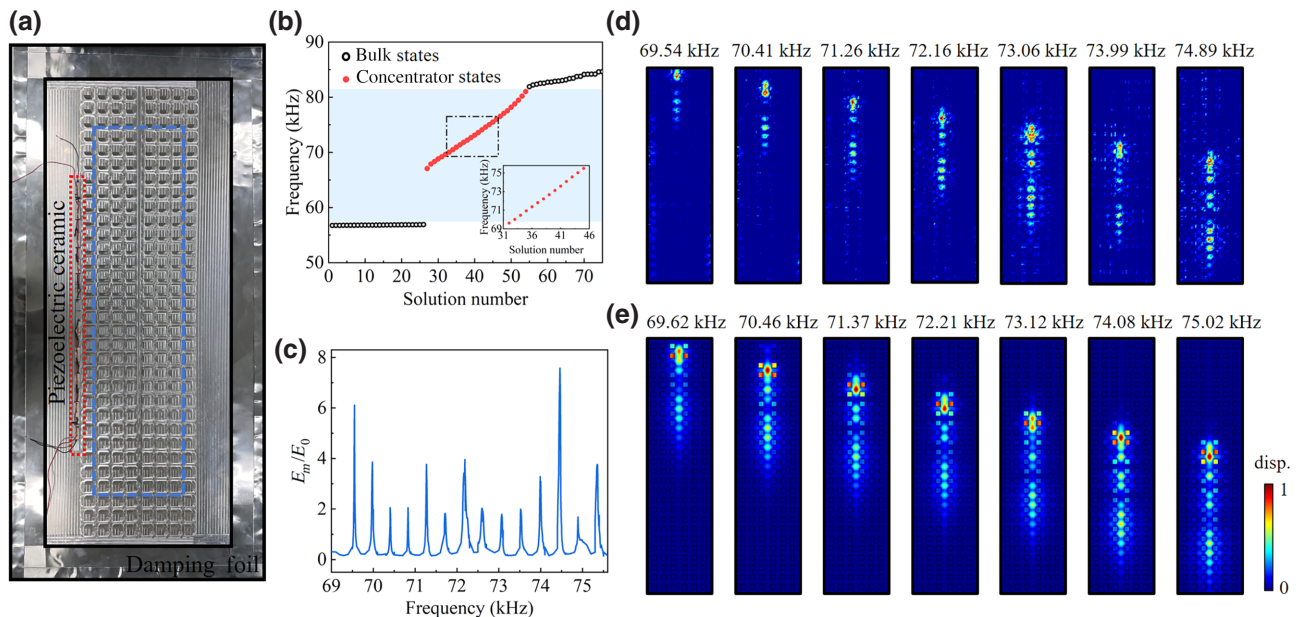 (a)
Piezoelectric ceramic
Damping foil
(b)
90
80
70
60
50
Frequency (kHz)
Bulk states
Concentrator states
75
73
71
69
Frequency (kHz)
31 36 41 46
Solution number
0 10 20 30 40 50 60 70
Solution number
(c)
8
6
4
2
0
Em/E0
69 70 71 72 73 74 75
Frequency (kHz)
(d)
69.54 kHz 70.41 kHz 71.26 kHz 72.16 kHz 73.06 kHz 73.99 kHz 74.89 kHz
(e)
69.62 kHz 70.46 kHz 71.37 kHz 72.21 kHz 73.12 kHz 74.08 kHz 75.02 kHz
disp.
1
0